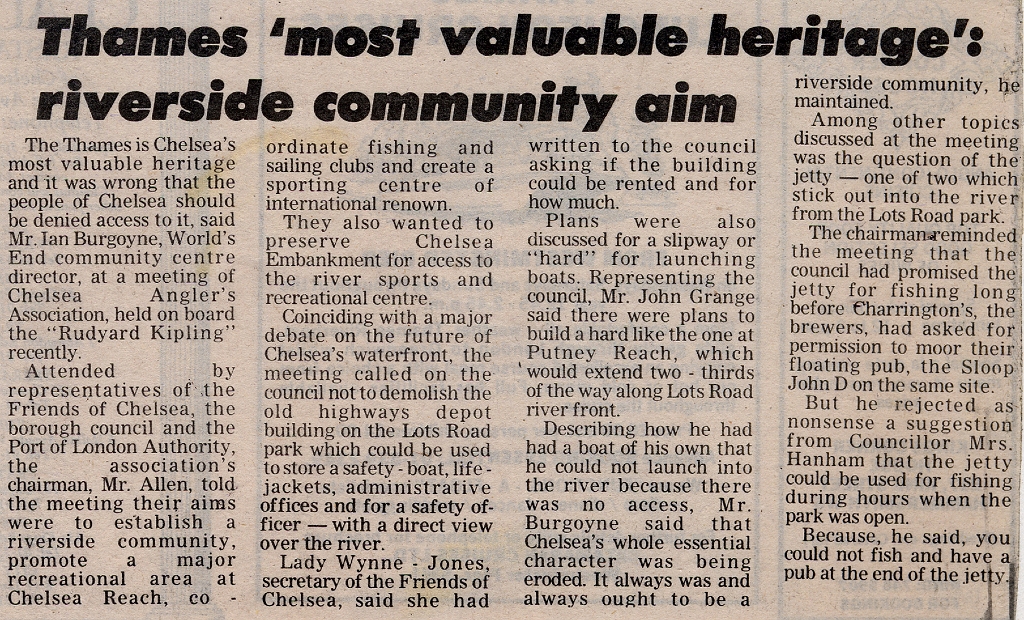 Thames 'most valuable heritage':
riverside community aim
The Thames is Chelsea's
most valuable heritage
and it was wrong that the
people of Chelsea should
be denied access to it, said
Mr. Ian Burgoyne, World's
End community centre
director, at a meeting of
Chelsea Angler's
Association, held on board
the "Rudyard Kipling"
recently.
Attended by
representatives of the
Friends of Chelsea, the
borough council and the
Port of London Authority,
the association's
chairman, Mr. Allen, told
the meeting their aims
were to establish a
riverside community,
promote a major
recreational area at
Chelsea Reach, co -
ordinate fishing and
sailing clubs and create a
sporting centre of
international renown.
They also wanted to
preserve Chelsea
Embankment for access to
the river sports and
recreational centre.
Coinciding with a major
debate on the future of
Chelsea's waterfront, the
meeting called on the
council not to demolish the
old highways depot
building on the Lots Road
park which could be used
to store a safety - boat, life -
jackets, administrative
offices and for a safety of-
ficer — with a direct view
over the river.
Lady Wynne - Jones,
secretary of the Friends of
Chelsea, said she had
written to the council
asking if the building
could be rented and for
how much.
Plans were also
discussed for a slipway or
"hard" for launching
boats. Representing the
council, Mr. John Grange
said there were plans to
build a hard like the one at
Putney Reach, which
would extend two - thirds
of the way along Lots Road
river front.
Describing how he had
had a boat of his own that
he could not launch into
the river because there
was no access, Mr.
Burgoyne said that
Chelsea's whole essential
character was being
eroded. It always was and
always ought to be a
riverside community, he
maintained.
Among other topics
discussed at the meeting
was the question of the
jetty — one of two which
stick out into the river
from the Lots Road park.
The chairman reminded
the meeting that the
council had promised the
jetty for fishing long
before Charrington's, the
brewers, had asked for
permission to moor their
floating pub, the Sloop
John D on the same site.
But he rejected as
nonsense a suggestion
from Councillor Mrs.
Hanham that the jetty
could be used for fishing
during hours when the
park was open.
Because, he said, you
could not fish and have a
pub at the end of the jetty.